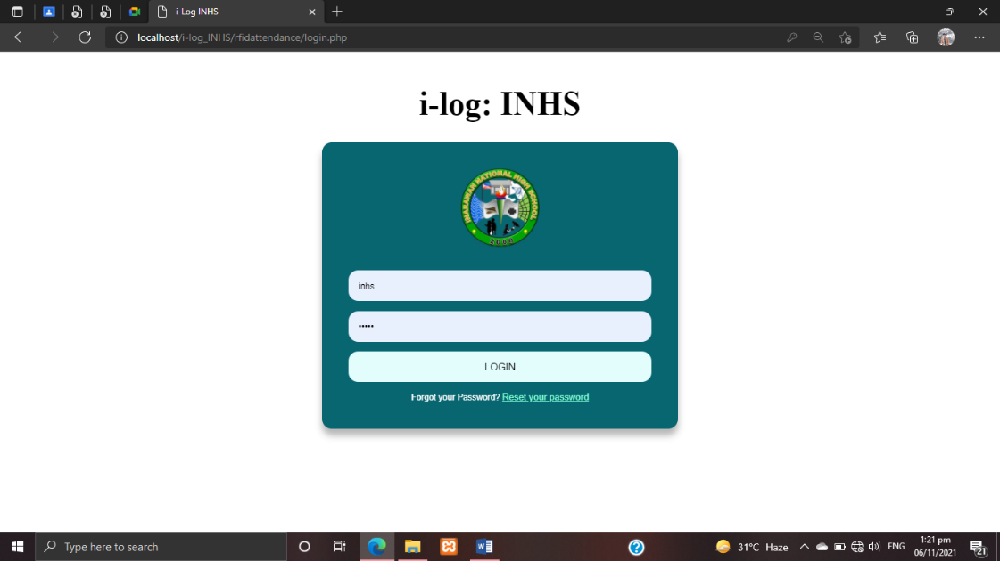 i-Log INHS
localhost/i-log_INHS/rfidattendance/login.php
i-log: INHS
INARAWAN NATIONAL HIGH SCHOOL
inhs
•••••
LOGIN
Forgot your Password? Reset your password
Type here to search
31°C Haze
ENG
1:21 pm
06/11/2021
21